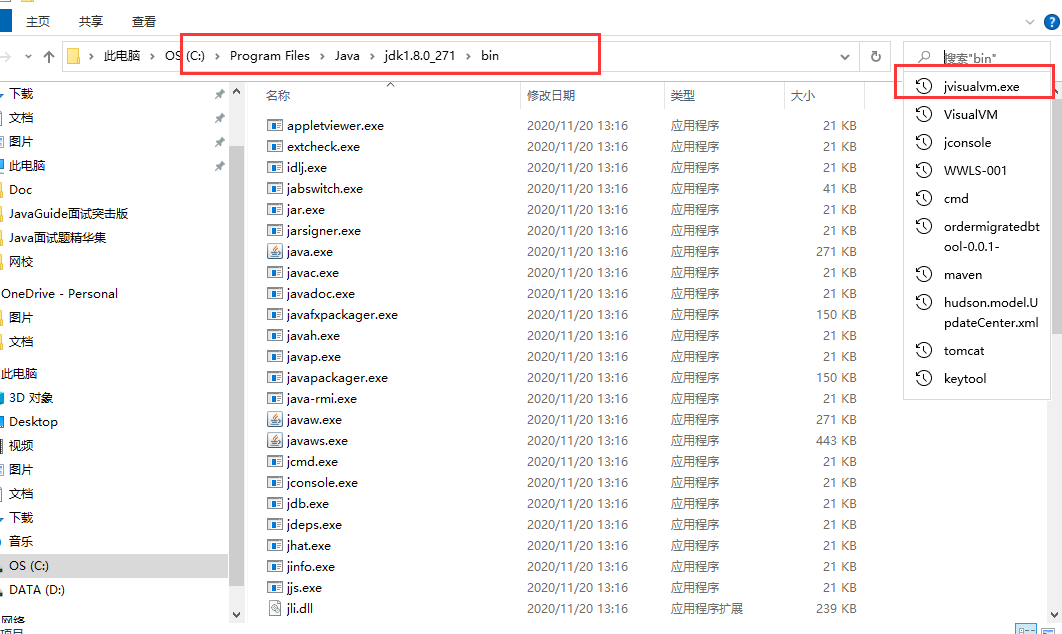 主页 共享 查看
此电脑 OS (C:) Program Files Java jdk1.8.0_271 bin
搜索"bin"
名称 修改日期 类型 大小
下载
文档
图片
此电脑
Doc
JavaGuide面试突击版
Java面试题精华集
网校
OneDrive - Personal
图片
文档
此电脑
3D 对象
Desktop
视频
图片
文档
下载
音乐
OS (C:)
DATA (D:)
网络
appletviewer.exe 2020/11/20 13:16 应用程序 21 KB
extcheck.exe 2020/11/20 13:16 应用程序 21 KB
idlj.exe 2020/11/20 13:16 应用程序 21 KB
jabswitch.exe 2020/11/20 13:16 应用程序 41 KB
jar.exe 2020/11/20 13:16 应用程序 21 KB
jarsigner.exe 2020/11/20 13:16 应用程序 21 KB
java.exe 2020/11/20 13:16 应用程序 271 KB
javac.exe 2020/11/20 13:16 应用程序 21 KB
javadoc.exe 2020/11/20 13:16 应用程序 21 KB
javafxpackager.exe 2020/11/20 13:16 应用程序 150 KB
javah.exe 2020/11/20 13:16 应用程序 21 KB
javap.exe 2020/11/20 13:16 应用程序 21 KB
javapackager.exe 2020/11/20 13:16 应用程序 150 KB
java-rmi.exe 2020/11/20 13:16 应用程序 21 KB
javaw.exe 2020/11/20 13:16 应用程序 271 KB
javaws.exe 2020/11/20 13:16 应用程序 443 KB
jcmd.exe 2020/11/20 13:16 应用程序 21 KB
jconsole.exe 2020/11/20 13:16 应用程序 21 KB
jdb.exe 2020/11/20 13:16 应用程序 21 KB
jdeps.exe 2020/11/20 13:16 应用程序 21 KB
jhat.exe 2020/11/20 13:16 应用程序 21 KB
jinfo.exe 2020/11/20 13:16 应用程序 21 KB
jjs.exe 2020/11/20 13:16 应用程序 21 KB
jli.dll 2020/11/20 13:16 应用程序扩展 239 KB
jvisualvm.exe
VisualVM
jconsole
WWLS-001
cmd
ordermigratedbt
ool-0.0.1-
maven
hudson.model.U
pdateCenter.xml
tomcat
keytool